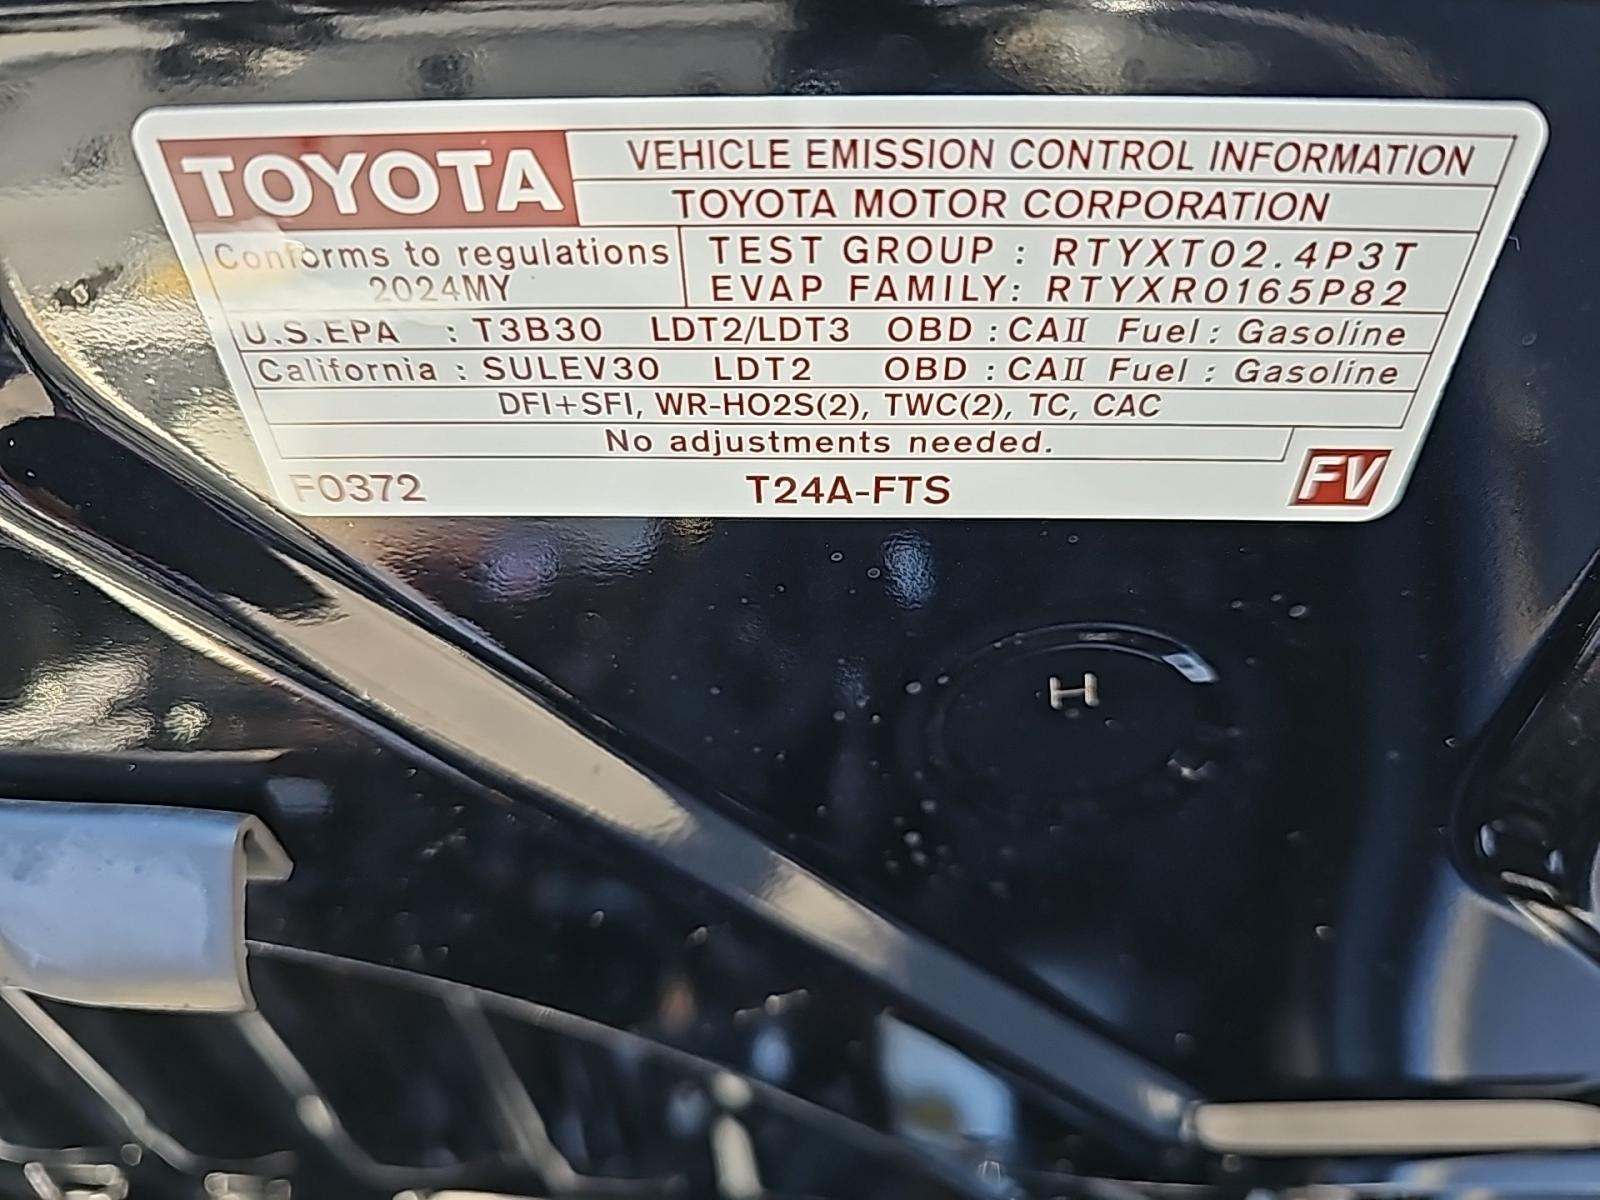 TOYOTA
VEHICLE EMISSION CONTROL INFORMATION
TOYOTA MOTOR CORPORATION
Conforms to regulations
2024MY
TEST GROUP : RTYXT02.4P3T
EVAP FAMILY: RTYXR0165P82
U.S.EPA : T3B30 LDT2/LDT3 OBD : CAII Fuel : Gasoline
California : SULEV30 LDT2 OBD : CAII Fuel : Gasoline
DFI+SFI, WR-HO2S(2), TWC(2), TC, CAC
No adjustments needed.
F0372
T24A-FTS
FV
H